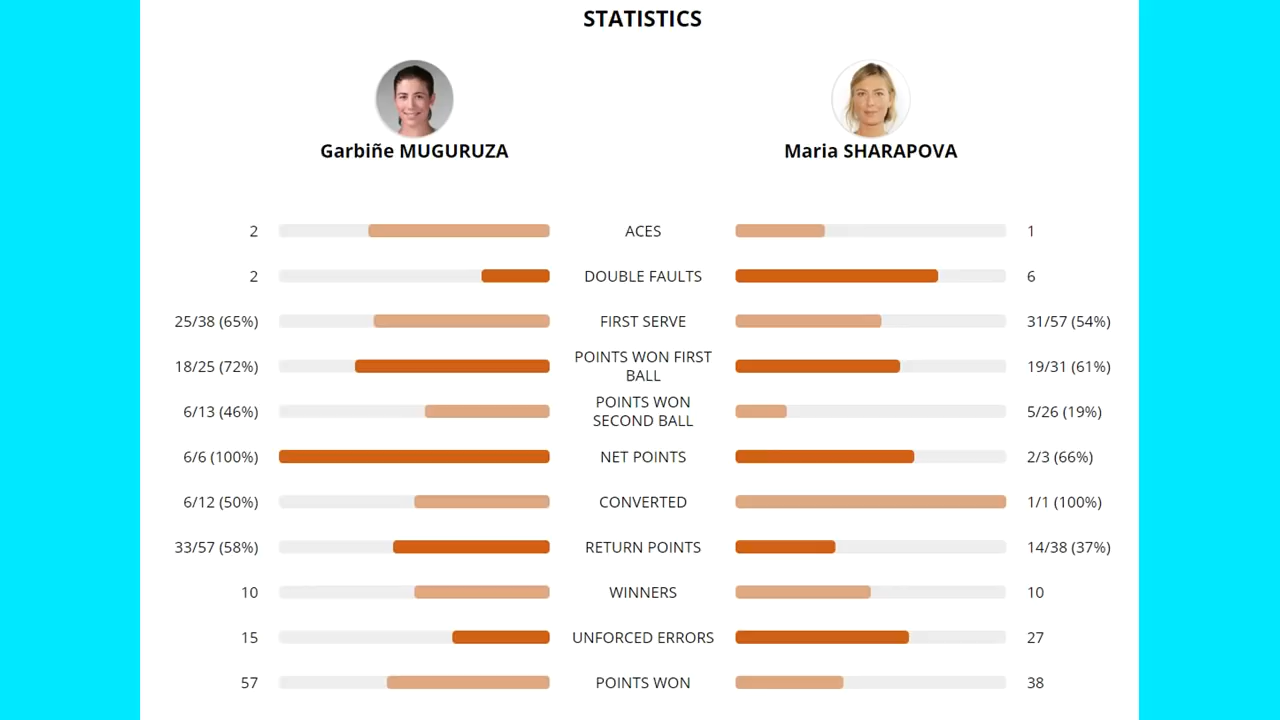 STATISTICS
Garbiñe MUGURUZA
Maria SHARAPOVA
2 ACES 1
2 DOUBLE FAULTS 6
25/38 (65%) FIRST SERVE 31/57 (54%)
18/25 (72%) POINTS WON FIRST
BALL 19/31 (61%)
6/13 (46%) POINTS WON
SECOND BALL 5/26 (19%)
6/6 (100%) NET POINTS 2/3 (66%)
6/12 (50%) CONVERTED 1/1 (100%)
33/57 (58%) RETURN POINTS 14/38 (37%)
10 WINNERS 10
15 UNFORCED ERRORS 27
57 POINTS WON 38